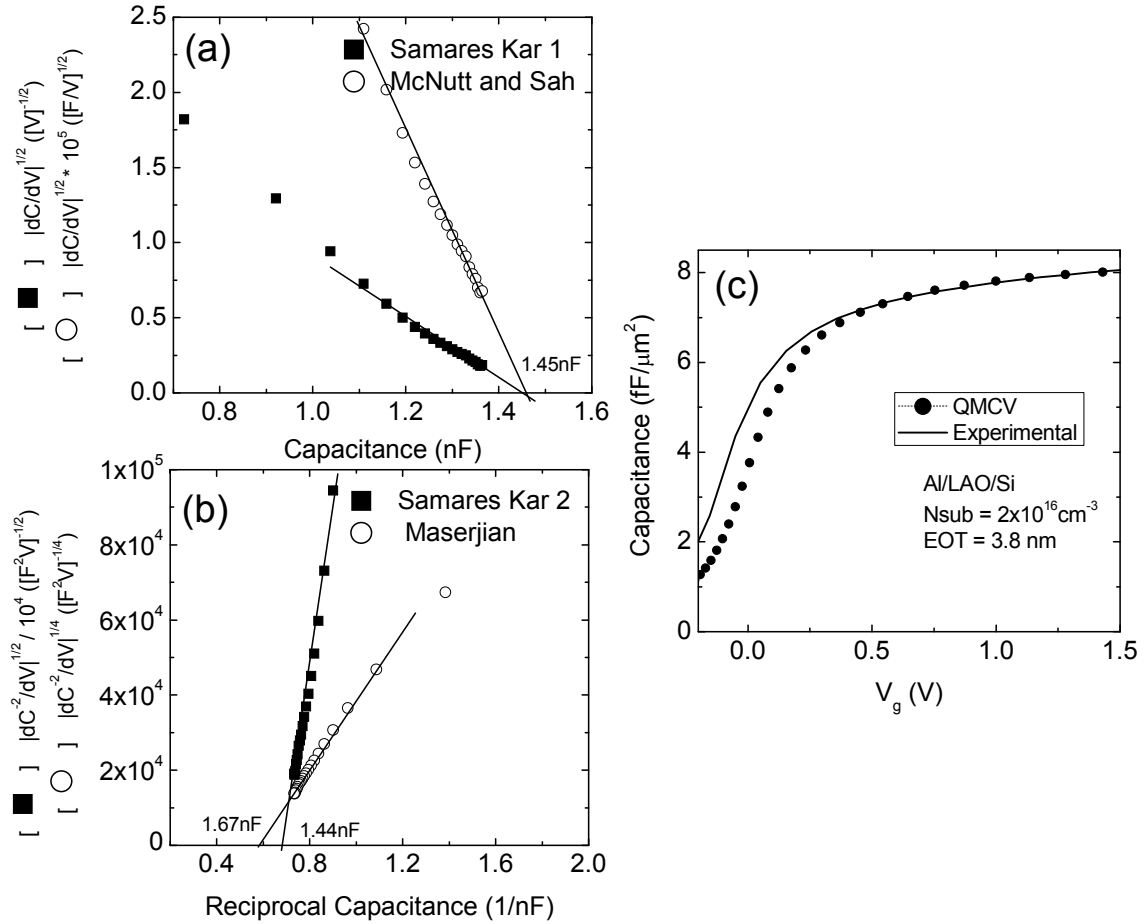 (a)
■ Samares Kar 1
○ McNutt and Sah
2.5
2.0
1.5
1.0
0.5
0.0
0.8 1.0 1.2 1.4 1.6
1.45nF
Capacitance (nF)
[ ■ ] |dC/dV|^1/2 ([V]^-1/2)
[ ○ ] |dC/dV|^1/2 * 10^5 ([F/V]^1/2)
(b)
■ Samares Kar 2
○ Maserjian
1x10^5
8x10^4
6x10^4
4x10^4
2x10^4
0
0.4 0.8 1.2 1.6 2.0
1.67nF
1.44nF
Reciprocal Capacitance (1/nF)
[ ■ ] |dC^-2/dV|^1/2 / 10^4 ([F^2V]^-1/2)
[ ○ ] |dC^-2/dV|^1/4 ([F^2V]^-1/4)
(c)
8
6
4
2
0
0.0 0.5 1.0 1.5
Capacitance (fF/μm^2)
V_g (V)
QMCV
Experimental
Al/LAO/Si
Nsub = 2x10^16cm^-3
EOT = 3.8 nm